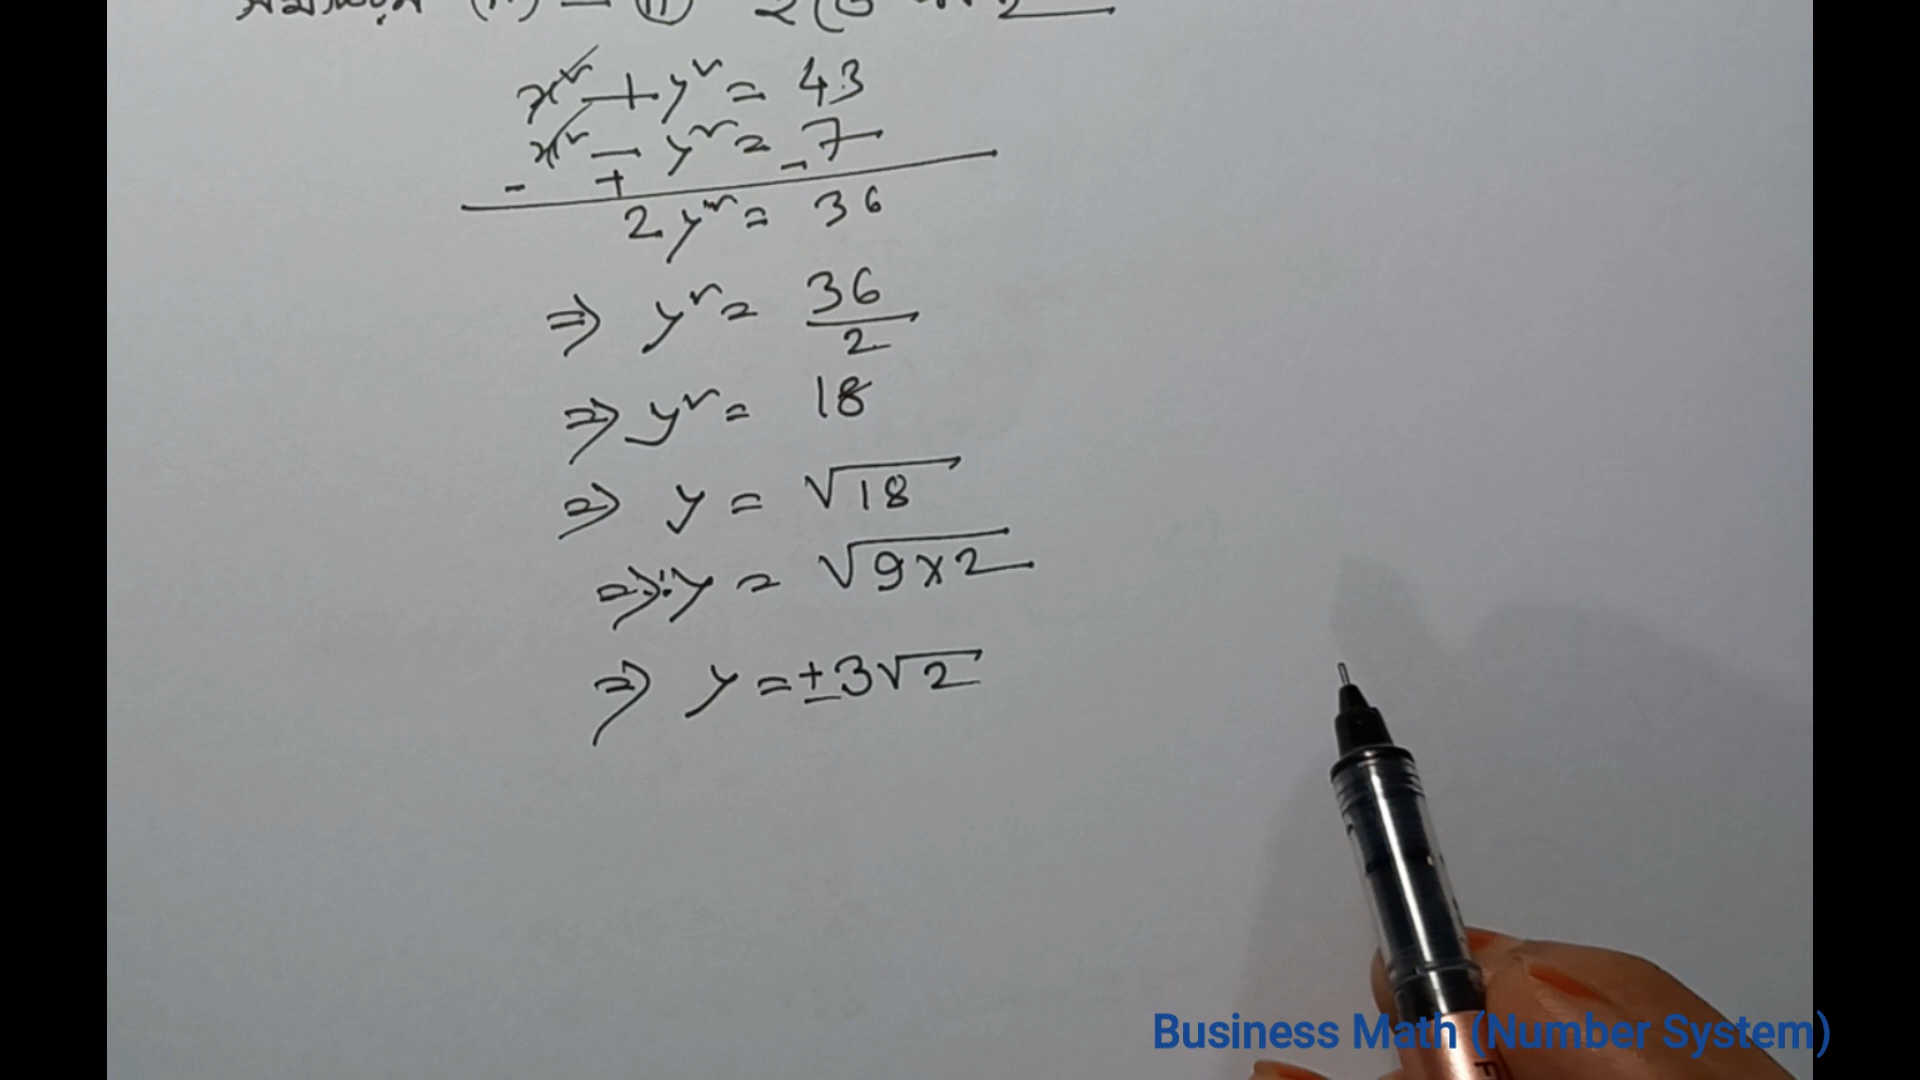 x² + y² = 43
x² - y² = 7
- + -
2y² = 36
⇒ y² = 36/2
⇒ y² = 18
⇒ y = √18
⇒ ∴ y = √9×2
⇒ y = ±3√2
Business Math (Number System)